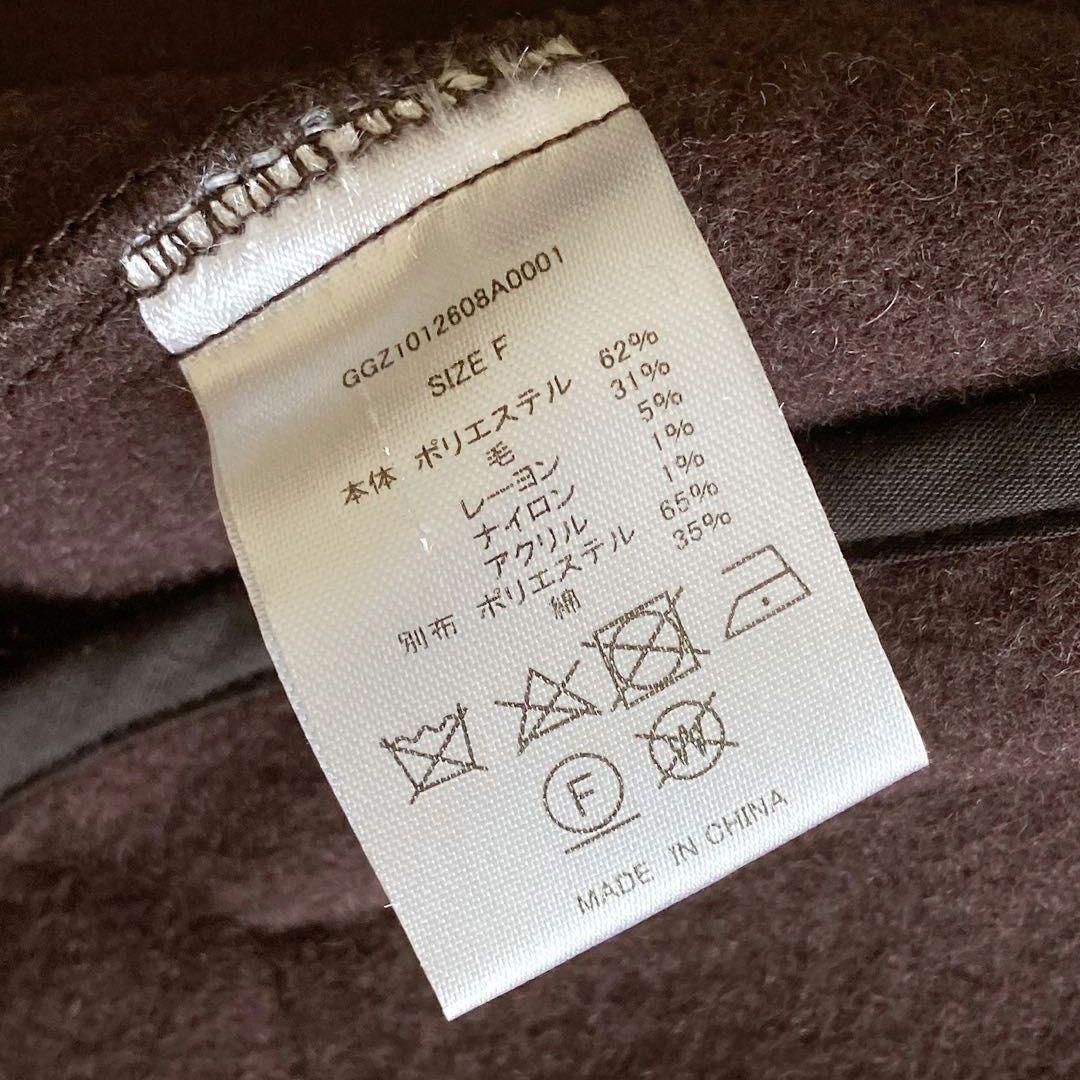 GGZ1012608A0001
SIZE F
本体 ポリエステル 62%
毛 31%
レーヨン 5%
ナイロン 1%
アクリル 1%
別布 ポリエステル 65%
綿 35%
F
W
MADE IN CHINA